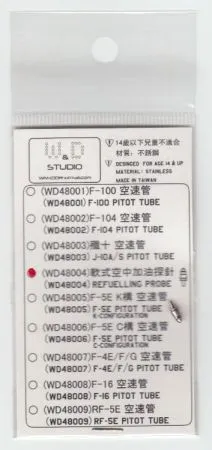 W.D
&
STUDIO
14歲以下兒童不適合
材質：不銹鋼
DESINGED FOR AGE 14 & UP
MATERIAL: STAINLESS
MADE IN TAIWAN
(WD48001)F-100 空速管
(WD48001) F-100 PITOT TUBE
(WD48002)F-104 空速管
(WD48002) F-104 PITOT TUBE
(WD48003)殲十 空速管
(WD48003) J-10A/S PITOT TUBE
(WD48004)軟式空中加油探針
(WD48004) REFUELLING PROBE
(WD48005)F-5E K構 空速管
(WD48005) F-5E PITOT TUBE
K-CONFIGURATION
(WD48006)F-5E C構 空速管
(WD48006) F-5E PITOT TUBE
C-CONFIGURATION
(WD48007)F-4E/F/G 空速管
(WD48007) F-4E/F/G PITOT TUBE
(WD48008)F-16 空速管
(WD48008) F-16 PITOT TUBE
(WD48009)RF-5E 空速管
(WD48009) RF-5E PITOT TUBE